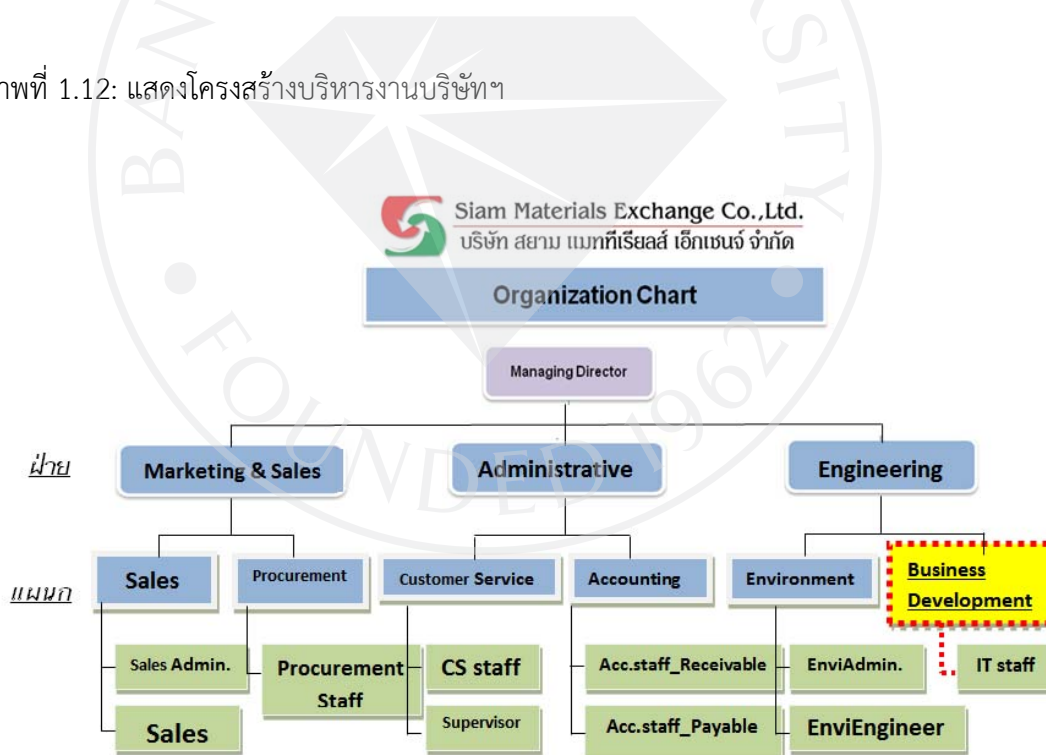 าพที่ 1.12: แสดงโครงสร้างบริหารงานบริษัทฯ
Siam Materials Exchange Co.,Ltd.
บริษัท สยาม แมททีเรียลส์ เอ็กเชนจ์ จำกัด
Organization Chart
Managing Director
ฝ่าย
Marketing & Sales
Administrative
Engineering
แผนก
Sales
Procurement
Customer Service
Accounting
Environment
Business
Development
Sales Admin.
Procurement
Staff
CS staff
Acc.staff_Receivable
EnviAdmin.
IT staff
Sales
Supervisor
Acc.staff_Payable
EnviEngineer
FOUNDED 1962